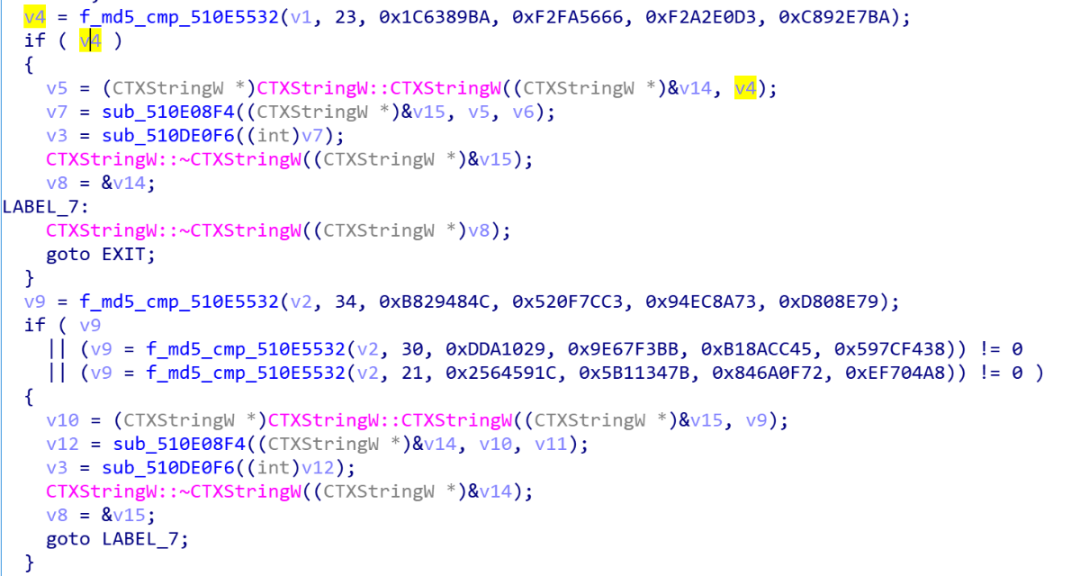 v4 = f_md5_cmp_510E5532(v1, 23, 0x1C6389BA, 0xF2FA5666, 0xF2A2E0D3, 0xC892E7BA);
if ( v4 )
{
v5 = (CTXStringW *)CTXStringW::CTXStringW((CTXStringW *)&v14, v4);
v7 = sub_510E08F4((CTXStringW *)&v15, v5, v6);
v3 = sub_510DE0F6((int)v7);
CTXStringW::~CTXStringW((CTXStringW *)&v15);
v8 = &v14;
LABEL_7:
CTXStringW::~CTXStringW((CTXStringW *)v8);
goto EXIT;
}
v9 = f_md5_cmp_510E5532(v2, 34, 0xB829484C, 0x520F7CC3, 0x94EC8A73, 0xD808E79);
if ( v9
|| (v9 = f_md5_cmp_510E5532(v2, 30, 0xDDA1029, 0x9E67F3BB, 0xB18ACC45, 0x597CF438)) != 0
|| (v9 = f_md5_cmp_510E5532(v2, 21, 0x2564591C, 0x5B11347B, 0x846A0F72, 0xEF704A8)) != 0 )
{
v10 = (CTXStringW *)CTXStringW::CTXStringW((CTXStringW *)&v15, v9);
v12 = sub_510E08F4((CTXStringW *)&v14, v10, v11);
v3 = sub_510DE0F6((int)v12);
CTXStringW::~CTXStringW((CTXStringW *)&v14);
v8 = &v15;
goto LABEL_7;
}